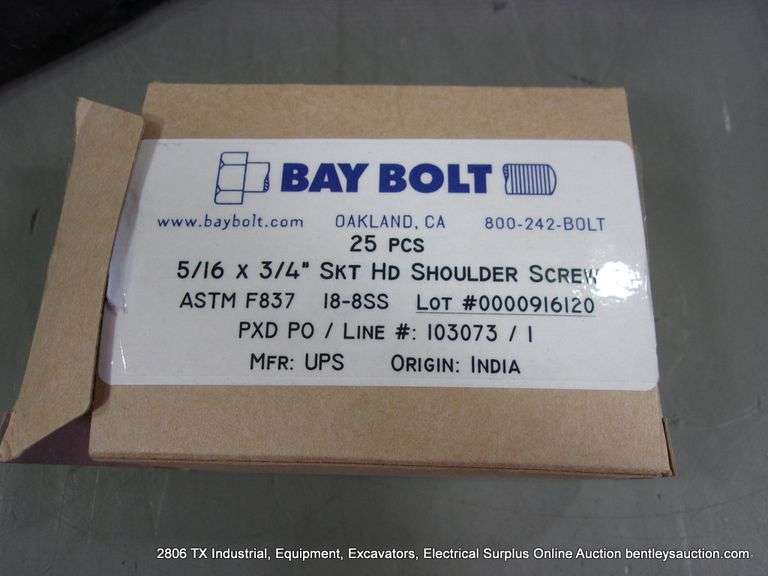 BAY BOLT
www.baybolt.com OAKLAND, CA 800-242-BOLT
25 PCS
5/16 X 3/4" SKT HD SHOULDER SCREW
ASTM F837 18-8SS LOT #0000916120
PXD PO / LINE #: 103073 / 1
MFR: UPS ORIGIN: INDIA
2806 TX Industrial, Equipment, Excavators, Electrical Surplus Online Auction bentleysauction.com